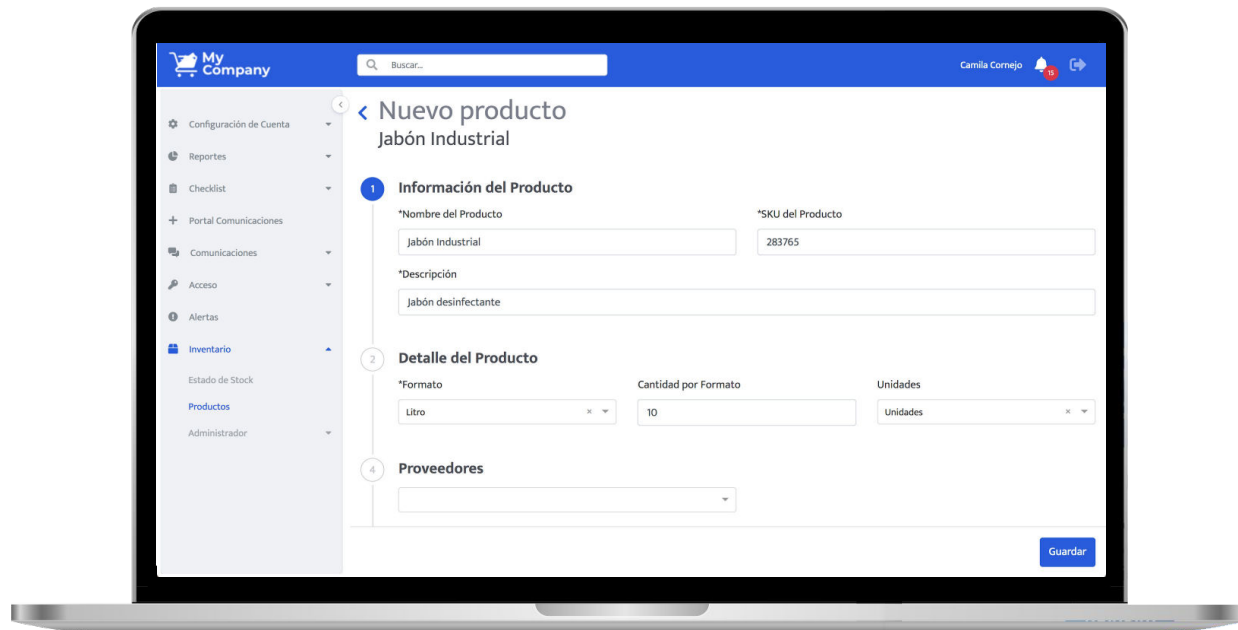 My
Company
Buscar...
Camila Cornejo
15
Configuración de Cuenta
Reportes
Checklist
Portal Comunicaciones
Comunicaciones
Acceso
Alertas
Inventario
Estado de Stock
Productos
Administrador
Nuevo producto
Jabón Industrial
1 Información del Producto
*Nombre del Producto *SKU del Producto
Jabón Industrial 283765
*Descripción
Jabón desinfectante
2 Detalle del Producto
*Formato Cantidad por Formato Unidades
Litro × 10 Unidades ×
4 Proveedores
Guardar